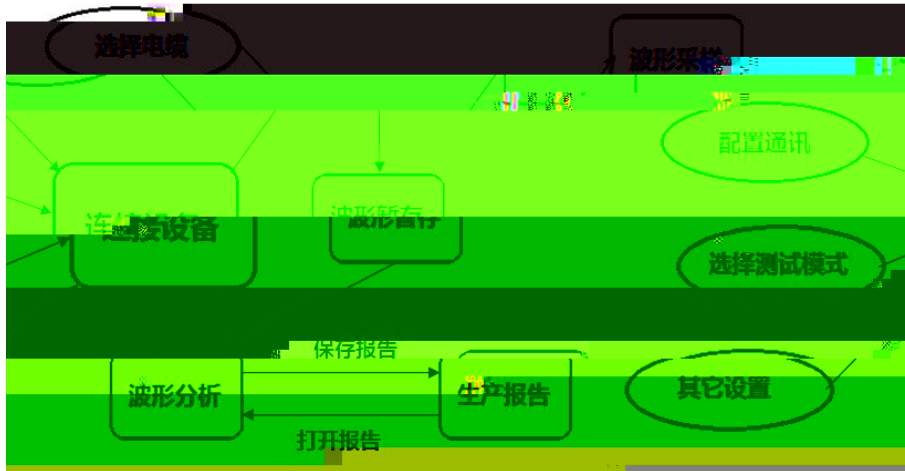 选择电缆
波形采样
配置通讯
连接设备
波形暂存
选择测试模式
保存报告
波形分析
生产报告
其它设置
打开报告